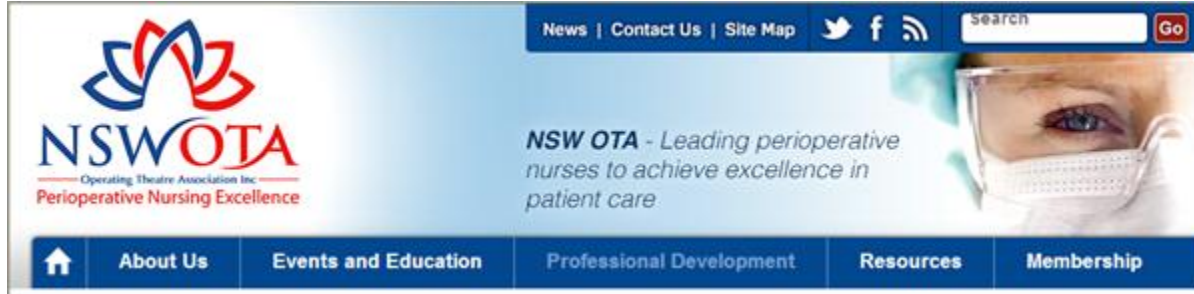 News | Contact Us | Site Map
Search
Go
NSWOTA
Operating Theatre Association Inc
Perioperative Nursing Excellence
NSW OTA - Leading perioperative
nurses to achieve excellence in
patient care
About Us
Events and Education
Professional Development
Resources
Membership